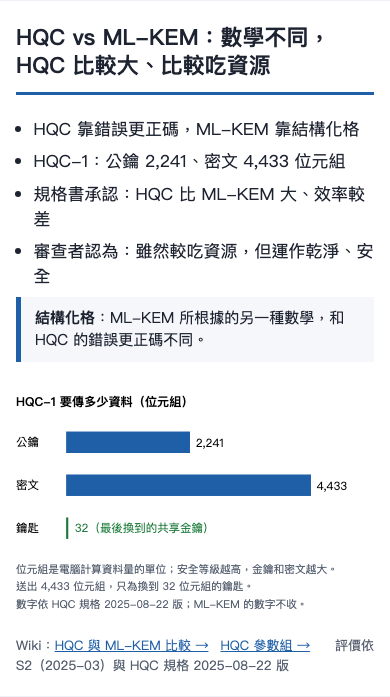 HQC vs ML-KEM：數學不同，
HQC 比較大、比較吃資源
• HQC 靠錯誤更正碼，ML-KEM 靠結構化格
• HQC-1：公鑰 2,241、密文 4,433 位元組
• 規格書承認：HQC 比 ML-KEM 大、效率較
差
• 審查者認為：雖然較吃資源，但運作乾淨、安
全
結構化格：ML-KEM 所根據的另一種數學，和
HQC 的錯誤更正碼不同。
HQC-1 要傳多少資料（位元組）
公鑰 2,241
密文 4,433
鑰匙 32（最後換到的共享金鑰）
位元組是電腦計算資料量的單位；安全等級越高，金鑰和密文越大。
送出 4,433 位元組，只為換到 32 位元組的鑰匙。
數字依 HQC 規格 2025-08-22 版；ML-KEM 的數字不收。
Wiki：HQC 與 ML-KEM 比較 → HQC 參數組 → 評價依
S2（2025-03）與 HQC 規格 2025-08-22 版